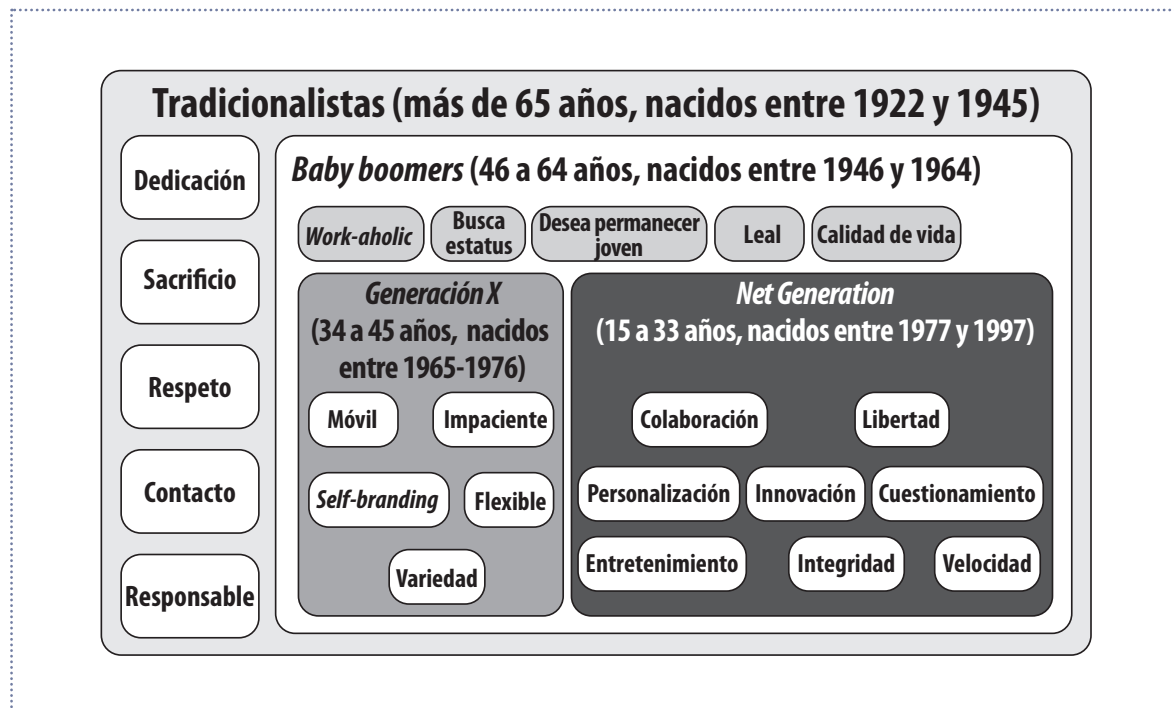 Tradicionalistas (más de 65 años, nacidos entre 1922 y 1945)
Dedicación
Sacrificio
Respeto
Contacto
Responsable
Baby boomers (46 a 64 años, nacidos entre 1946 y 1964)
Work-aholic
Busca
estatus
Desea permanecer
joven
Leal
Calidad de vida
Generación X
(34 a 45 años, nacidos
entre 1965-1976)
Móvil
Impaciente
Self-branding
Flexible
Variedad
Net Generation
(15 a 33 años, nacidos entre 1977 y 1997)
Colaboración
Libertad
Personalización
Innovación
Cuestionamiento
Entretenimiento
Integridad
Velocidad